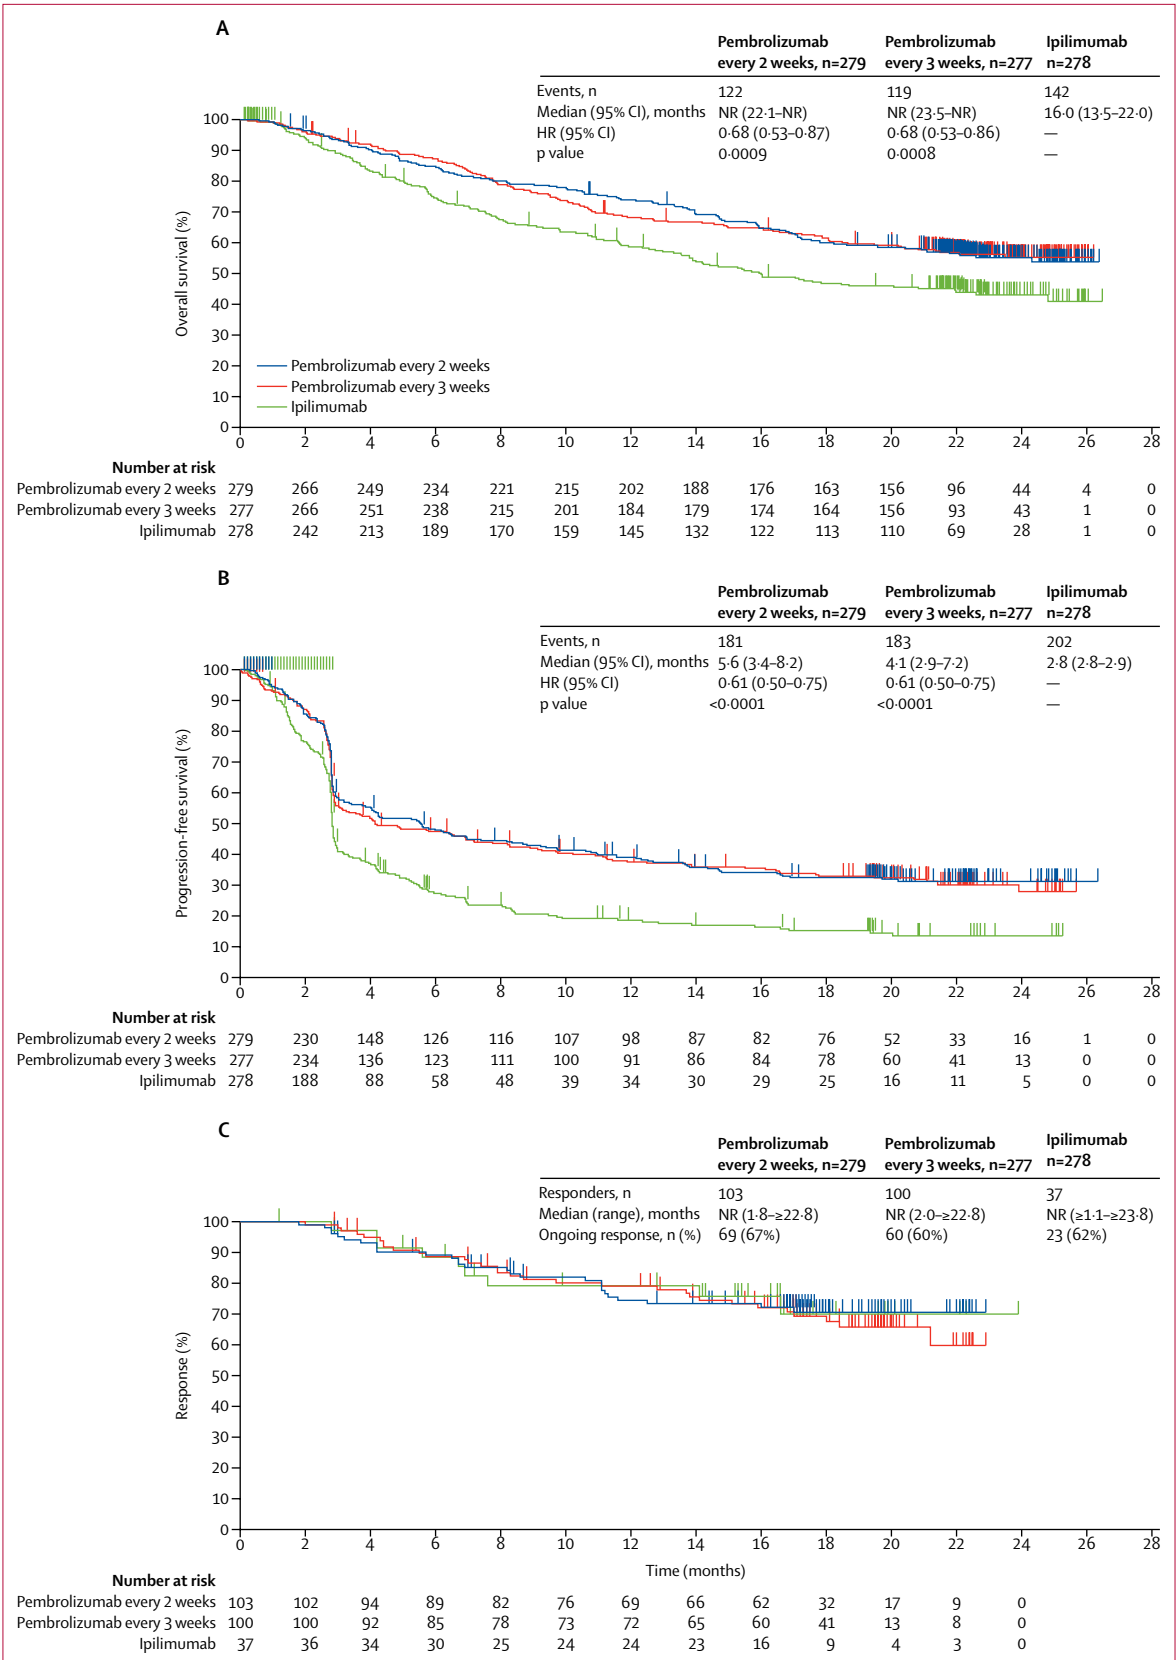 A
Pembrolizumab Pembrolizumab Ipilimumab
every 2 weeks, n=279 every 3 weeks, n=277 n=278
Events, n 122 119 142
Median (95% CI), months NR (22·1–NR) NR (23·5–NR) 16·0 (13·5–22·0)
HR (95% CI) 0·68 (0·53–0·87) 0·68 (0·53–0·86) —
p value 0·0009 0·0008 —
Overall survival (%)
100
90
80
70
60
50
40
30
20
10
0
Pembrolizumab every 2 weeks
Pembrolizumab every 3 weeks
Ipilimumab
0 2 4 6 8 10 12 14 16 18 20 22 24 26 28
Number at risk
Pembrolizumab every 2 weeks 279 266 249 234 221 215 202 188 176 163 156 96 44 4 0
Pembrolizumab every 3 weeks 277 266 251 238 215 201 184 179 174 164 156 93 43 1 0
Ipilimumab 278 242 213 189 170 159 145 132 122 113 110 69 28 1 0
B
Pembrolizumab Pembrolizumab Ipilimumab
every 2 weeks, n=279 every 3 weeks, n=277 n=278
Events, n 181 183 202
Median (95% CI), months 5·6 (3·4–8·2) 4·1 (2·9–7·2) 2·8 (2·8–2·9)
HR (95% CI) 0·61 (0·50–0·75) 0·61 (0·50–0·75) —
p value <0·0001 <0·0001 —
Progression-free survival (%)
100
90
80
70
60
50
40
30
20
10
0
0 2 4 6 8 10 12 14 16 18 20 22 24 26 28
Number at risk
Pembrolizumab every 2 weeks 279 230 148 126 116 107 98 87 82 76 52 33 16 1 0
Pembrolizumab every 3 weeks 277 234 136 123 111 100 91 86 84 78 60 41 13 0 0
Ipilimumab 278 188 88 58 48 39 34 30 29 25 16 11 5 0 0
C
Pembrolizumab Pembrolizumab Ipilimumab
every 2 weeks, n=279 every 3 weeks, n=277 n=278
Responders, n 103 100 37
Median (range), months NR (1·8–≥22·8) NR (2·0–≥22·8) NR (≥1·1–≥23·8)
Ongoing response, n (%) 69 (67%) 60 (60%) 23 (62%)
Response (%)
100
90
80
70
60
50
40
30
20
10
0
0 2 4 6 8 10 12 14 16 18 20 22 24 26 28
Time (months)
Number at risk
Pembrolizumab every 2 weeks 103 102 94 89 82 76 69 66 62 32 17 9 0
Pembrolizumab every 3 weeks 100 100 92 85 78 73 72 65 60 41 13 8 0
Ipilimumab 37 36 34 30 25 24 24 23 16 9 4 3 0